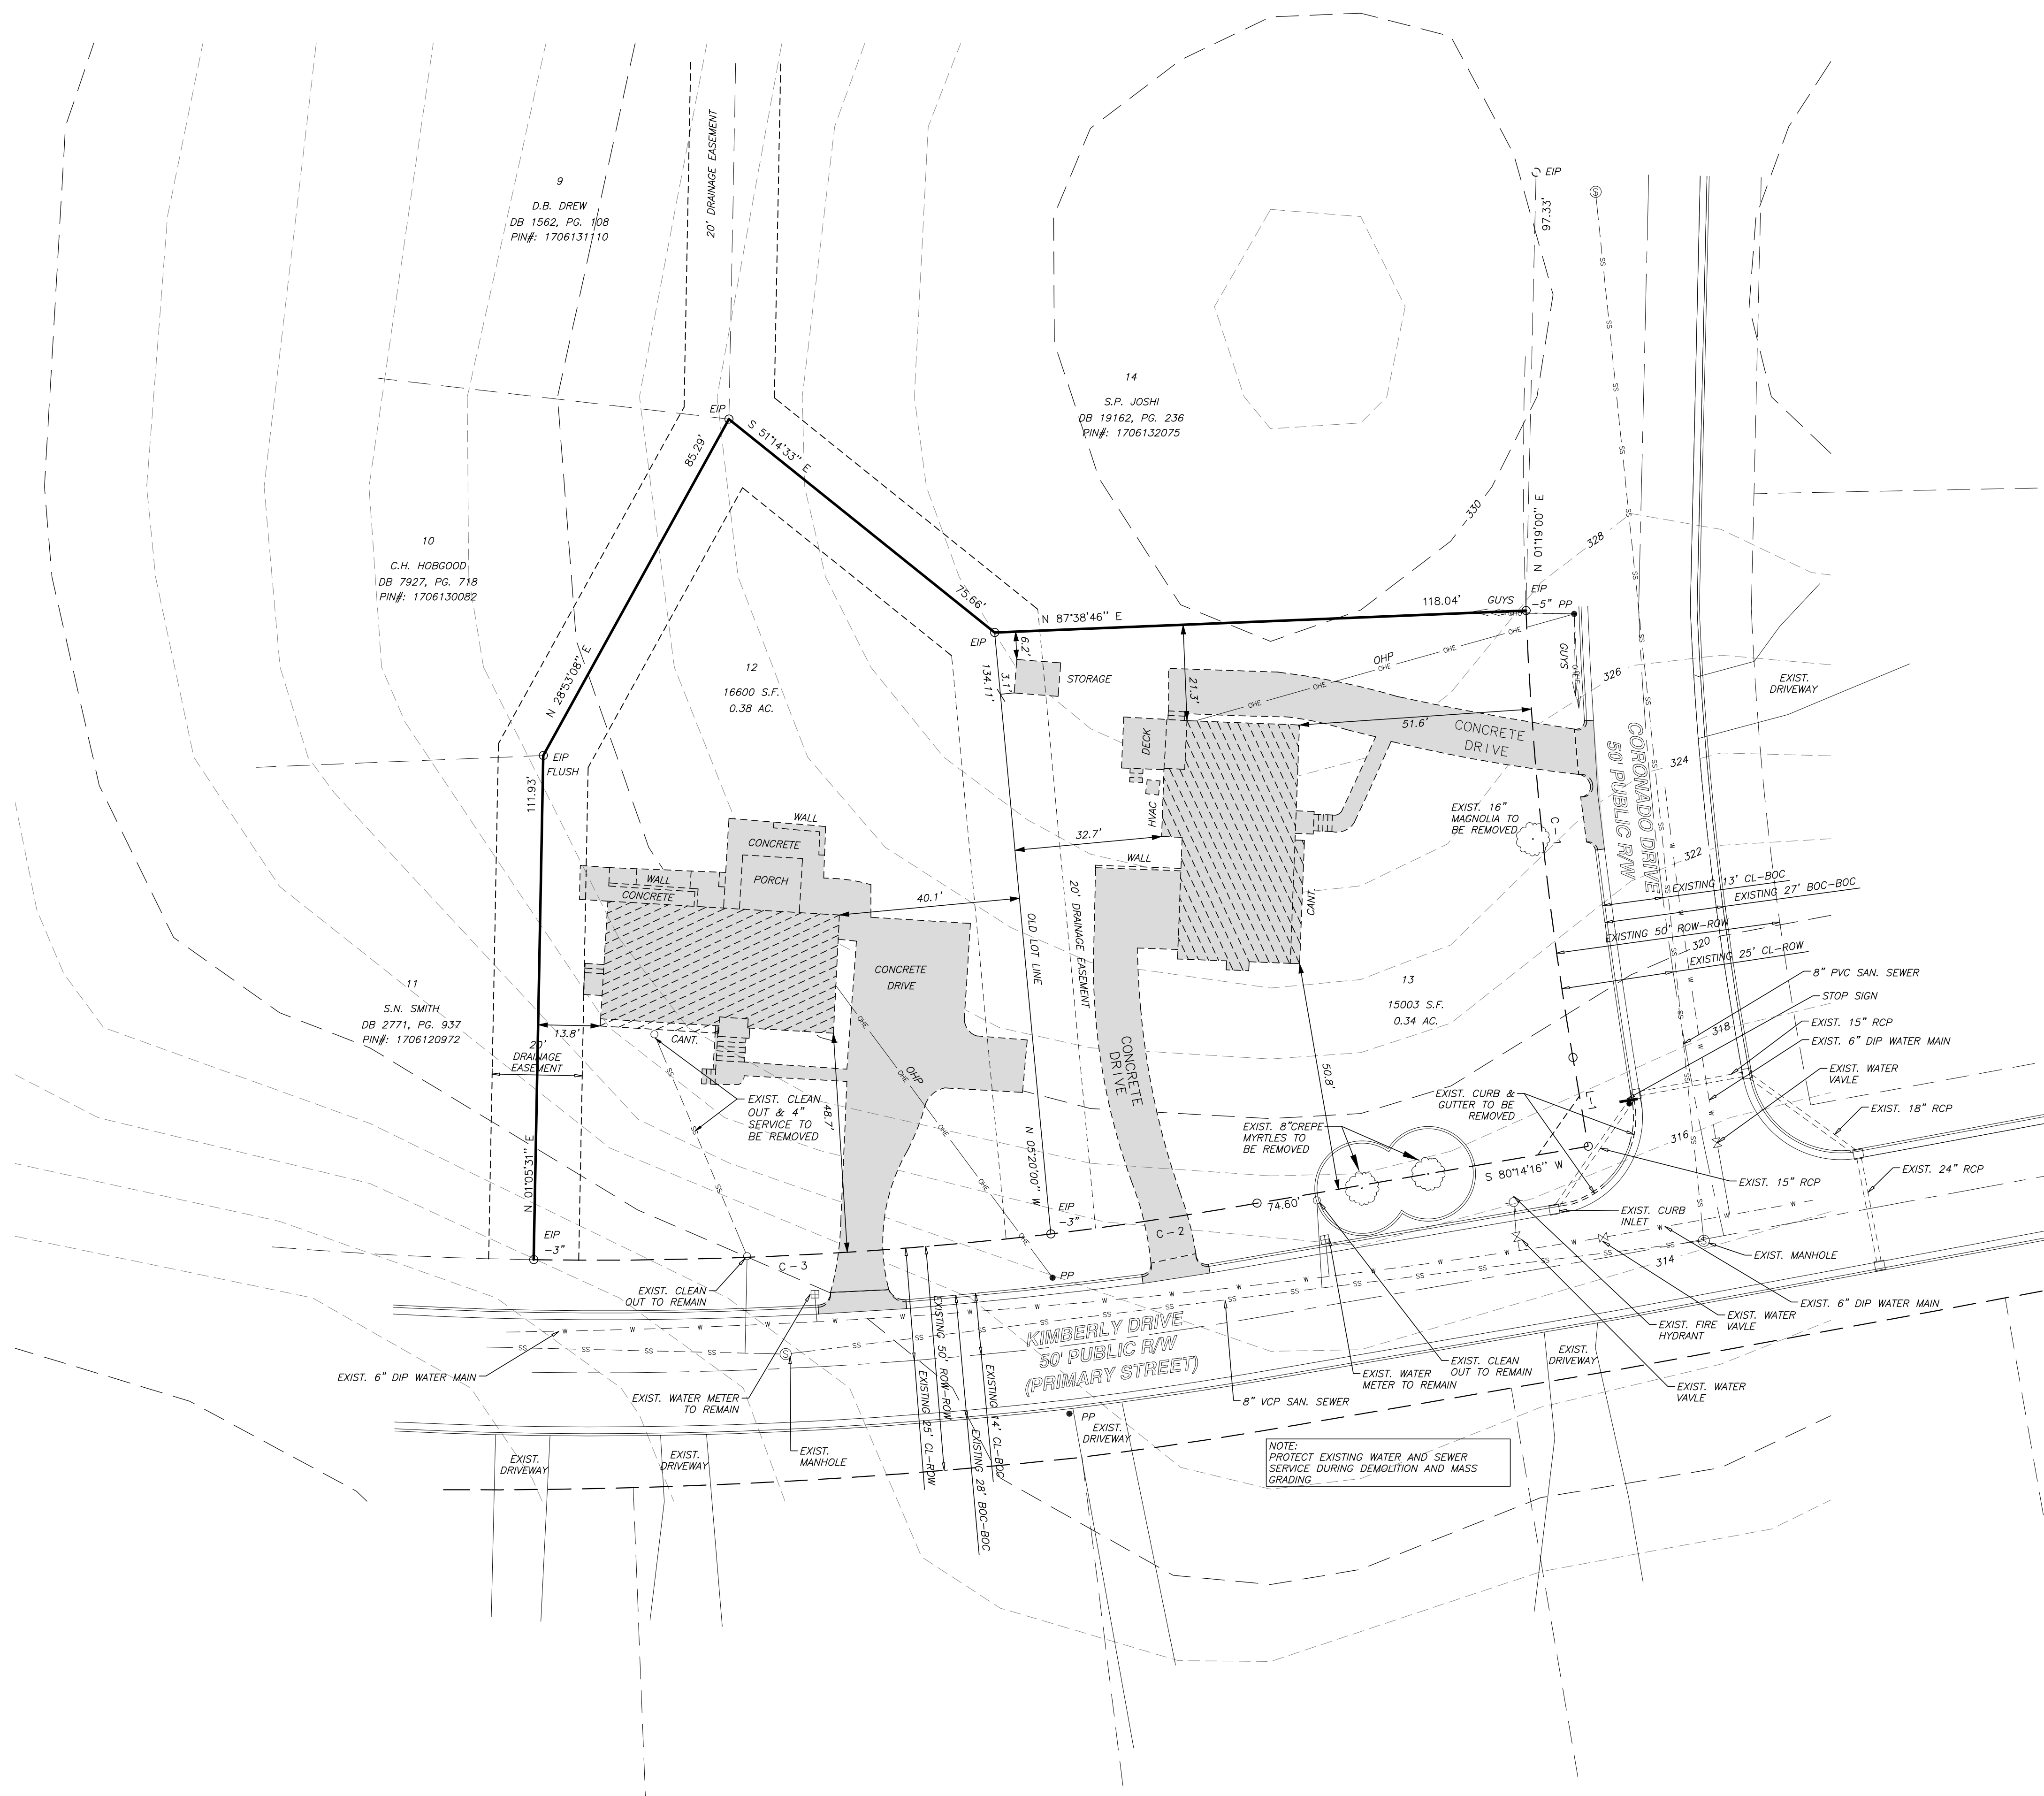 20' DRAINAGE EASEMENT
9
D.B. DREW
DB 1562, PG. 108
PIN#: 1706131110
EIP
97.33'
S
SS
14
S.P. JOSHI
DB 19162, PG. 236
PIN#: 1706132075
EIP
S 51°14'33" E
85.29'
75.66'
N 28°53'08" E
10
C.H. HOBGOOD
DB 7927, PG. 718
PIN#: 1706130082
330
N 01°19'00" E
328
EIP
-5" PP
GUYS
118.04'
N 87°38'46" E
EIP
OHP
OHE
OHE
OHE
GUYS
6.2'
3.1'
134.11'
STORAGE
12
16600 S.F.
0.38 AC.
21.3'
326
EXIST.
DRIVEWAY
51.6'
CONCRETE
DRIVE
CORONADO DRIVE
50' PUBLIC R/W
DECK
HVAC
324
EIP
FLUSH
111.93'
32.7'
WALL
WALL
CONCRETE
PORCH
WALL
CONCRETE
EXIST. 16"
MAGNOLIA TO
BE REMOVED
C-1
322
EXISTING 13' CL-BOC
EXISTING 27' BOC-BOC
EXISTING 50' ROW-ROW
320
EXISTING 25' CL-ROW
40.1'
CANT.
OLD LOT LINE
20' DRAINAGE EASEMENT
CONCRETE
DRIVE
11
S.N. SMITH
DB 2771, PG. 937
PIN#: 1706120972
13
15003 S.F.
0.34 AC.
8" PVC SAN. SEWER
STOP SIGN
EXIST. 15" RCP
318
EXIST. 6" DIP WATER MAIN
EXIST. WATER
VAVLE
EXIST. 18" RCP
13.8'
20'
DRAINAGE
EASEMENT
CANT.
OHP
OHE
OHE
CONCRETE
DRIVE
50.8'
EXIST. CLEAN
OUT & 4"
SERVICE TO
BE REMOVED
48.7'
EXIST. CURB &
GUTTER TO BE
REMOVED
EXIST. 8"CREPE
MYRTLES TO
BE REMOVED
316
EXIST. 24" RCP
N 01°05'31" E
N 05°20'00" W
S 80°14'16" W
74.60'
EXIST. 15" RCP
EXIST. CURB
INLET
EIP
-3"
EIP
-3"
C-2
C-3
EXIST. MANHOLE
314
PP
EXIST. CLEAN
OUT TO REMAIN
EXIST. 6" DIP WATER MAIN
EXIST. WATER
VAVLE
EXIST. FIRE
HYDRANT
KIMBERLY DRIVE
50' PUBLIC R/W
(PRIMARY STREET)
EXISTING 50' ROW-ROW
EXISTING 25' CL-ROW
EXISTING 14' CL-BOC
EXISTING 28' BOC-BOC
EXIST. 6" DIP WATER MAIN
EXIST. WATER METER
TO REMAIN
EXIST. WATER
METER TO REMAIN
EXIST. CLEAN
OUT TO REMAIN
EXIST.
DRIVEWAY
EXIST. WATER
VAVLE
8" VCP SAN. SEWER
PP
EXIST.
DRIVEWAY
EXIST.
MANHOLE
EXIST.
DRIVEWAY
EXIST.
DRIVEWAY
NOTE:
PROTECT EXISTING WATER AND SEWER
SERVICE DURING DEMOLITION AND MASS
GRADING